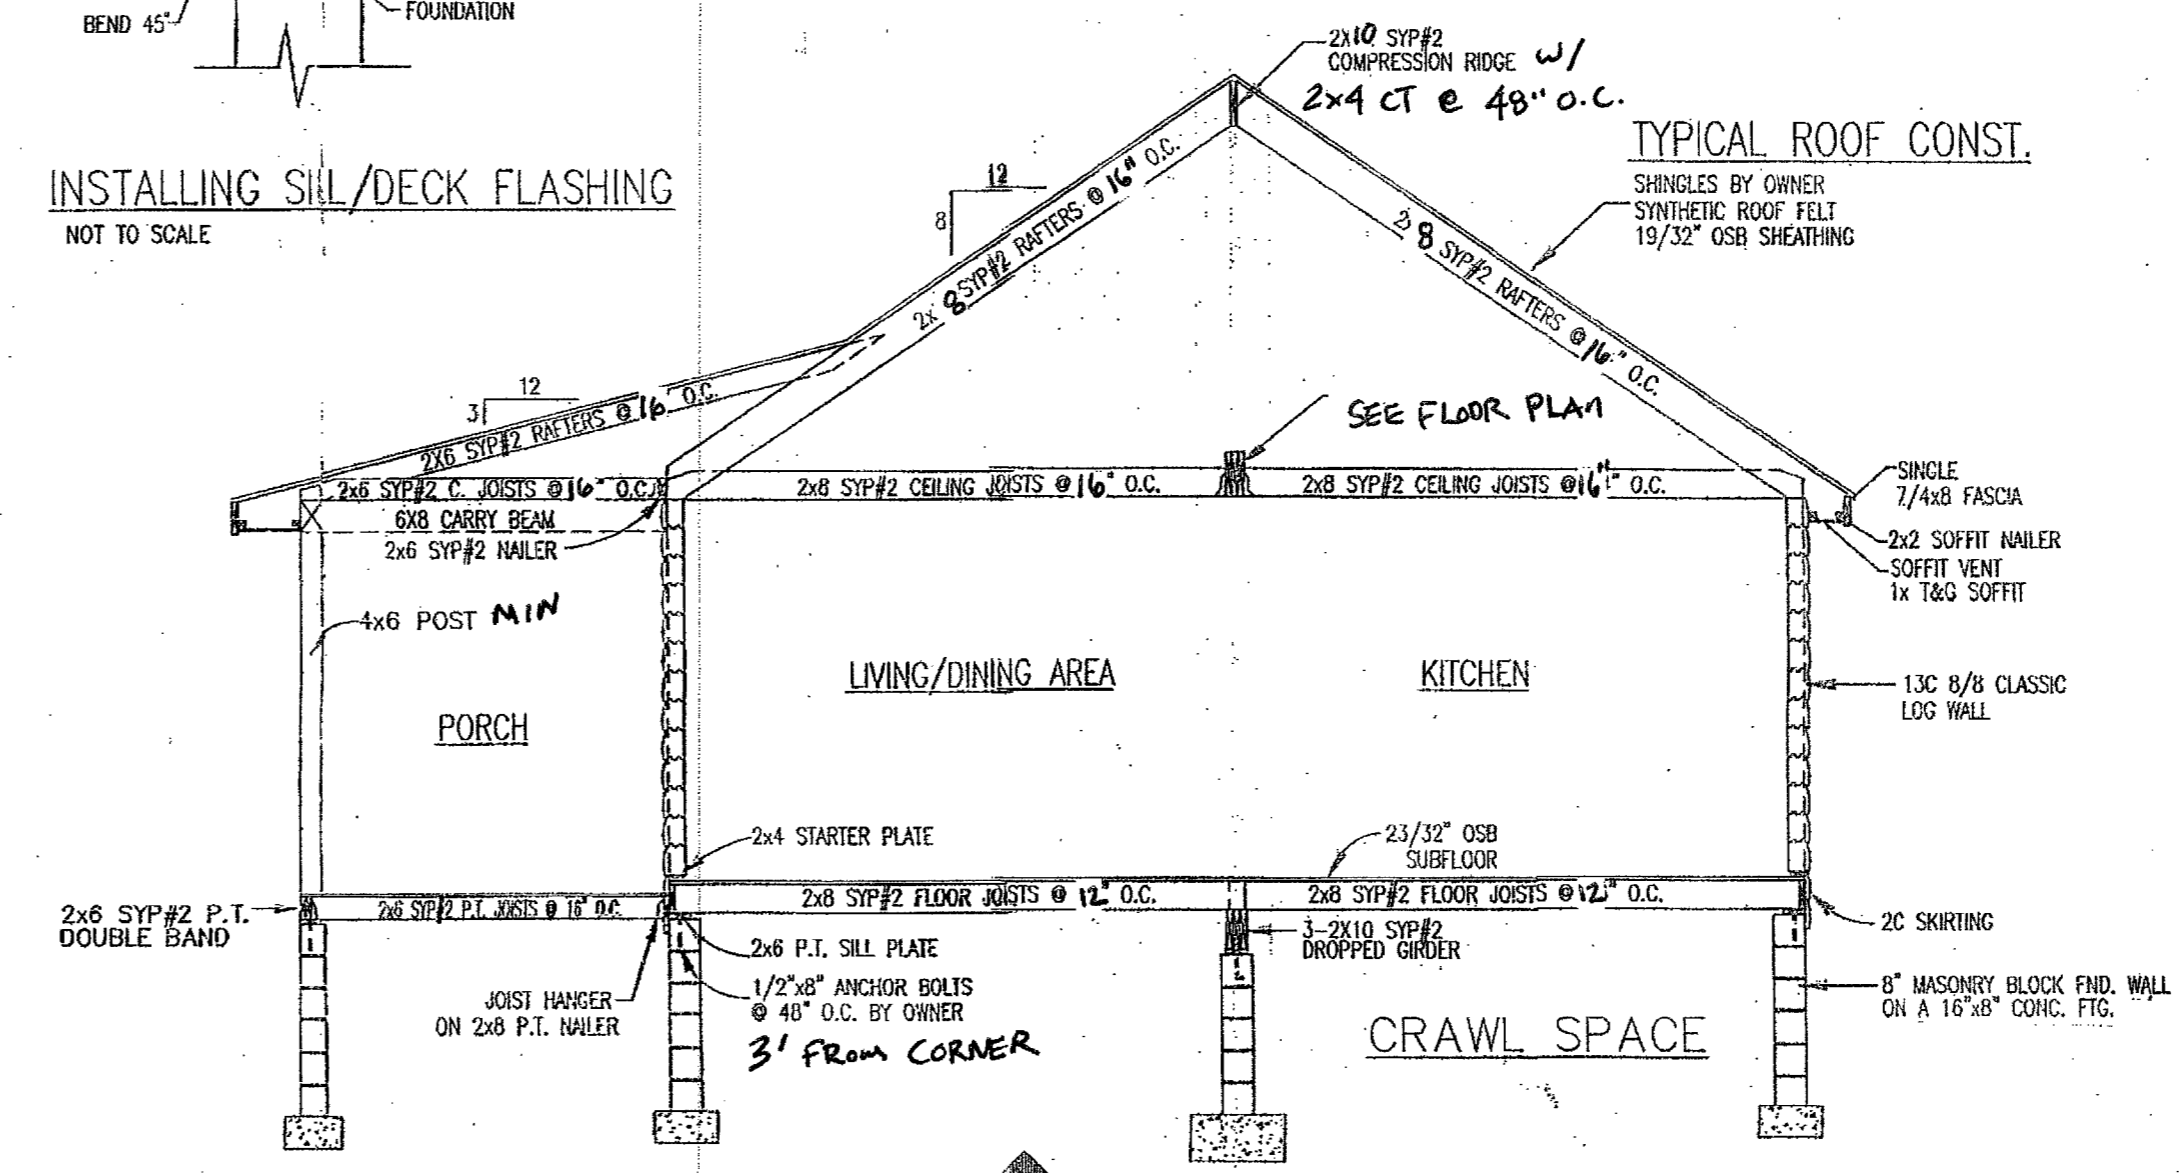 BEND 45°
FOUNDATION
INSTALLING SILL/DECK FLASHING
NOT TO SCALE
2X10 SYP#2
COMPRESSION RIDGE W/
2x4 CT @ 48" O.C.
TYPICAL ROOF CONST.
SHINGLES BY OWNER
SYNTHETIC ROOF FELT
19/32" OSB SHEATHING
12
8
2x 8 SYP#2 RAFTERS @ 16" O.C.
2x 8 SYP#2 RAFTERS @ 16" O.C.
12
3
2X6 SYP#2 RAFTERS @ 16 O.C.
SEE FLOOR PLAN
2x6 SYP#2 C. JOISTS @ 16" O.C.
2x8 SYP#2 CEILING JOISTS @ 16" O.C.
2x8 SYP#2 CEILING JOISTS @ 16" O.C.
SINGLE
7/4x8 FASCIA
6X8 CARRY BEAM
2x6 SYP#2 NAILER
2x2 SOFFIT NAILER
SOFFIT VENT
1x T&G SOFFIT
4x6 POST MIN
LIVING/DINING AREA
KITCHEN
13C 8/8 CLASSIC
LOG WALL
PORCH
2x4 STARTER PLATE
23/32" OSB
SUBFLOOR
2x6 SYP#2 P.T.
DOUBLE BAND
2x6 SYP#2 P.T. JOISTS @ 16" O.C.
2x8 SYP#2 FLOOR JOISTS @ 12" O.C.
2x8 SYP#2 FLOOR JOISTS @ 12" O.C.
2C SKIRTING
2x6 P.T. SILL PLATE
3-2X10 SYP#2
DROPPED GIRDER
JOIST HANGER
ON 2x8 P.T. NAILER
1/2"x8" ANCHOR BOLTS
@ 48" O.C. BY OWNER
3' FROM CORNER
CRAWL SPACE
8" MASONRY BLOCK FND. WALL
ON A 16"x8" CONC. FTG.